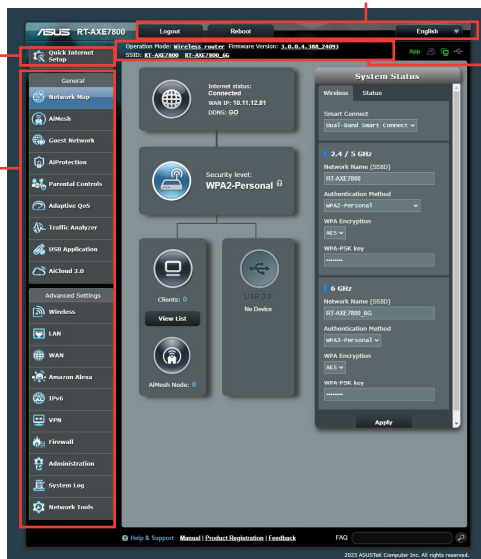 ASUS RT-AXE7800 Logout Reboot English
Quick Internet Setup
Operation Mode: Wireless router Firmware Version: 3.0.0.4.388_24093
SSID: RT-AXE7800 RT-AXE7800_6G
App
General
Network Map
AiMesh
Guest Network
AiProtection
Parental Controls
Adaptive QoS
Traffic Analyzer
USB Application
AiCloud 2.0
Advanced Settings
Wireless
LAN
WAN
Amazon Alexa
IPv6
VPN
Firewall
Administration
System Log
Network Tools
Internet status:
Connected
WAN IP: 10.11.12.81
DDNS: GO
Security level:
WPA2-Personal
Clients: 0
View List
AiMesh Node: 0
USB 3.0
No Device
System Status
Wireless Status
Smart Connect
Dual-Band Smart Connect
2.4 / 5 GHz
Network Name (SSID)
RT-AXE7800
Authentication Method
WPA2-Personal
WPA Encryption
AES
WPA-PSK key
••••••••
6 GHz
Network Name (SSID)
RT-AXE7800_6G
Authentication Method
WPA3-Personal
WPA Encryption
AES
WPA-PSK key
••••••••
Apply
Help & Support Manual | Product Registration | Feedback FAQ
2023 ASUSTeK Computer Inc. All rights reserved.